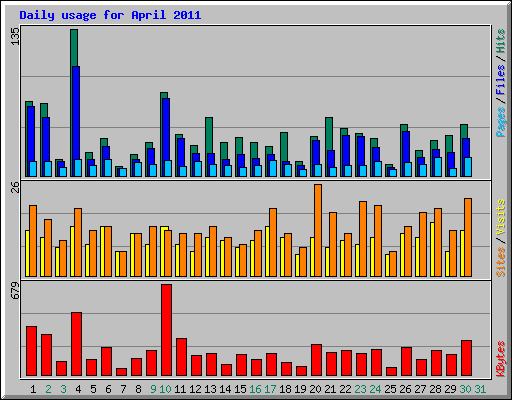 Daily usage for April 2011
135
Pages / Files / Hits
26
Sites / Visits
679
KBytes
1 2 3 4 5 6 7 8 9 10 11 12 13 14 15 16 17 18 19 20 21 22 23 24 25 26 27 28 29 30 31